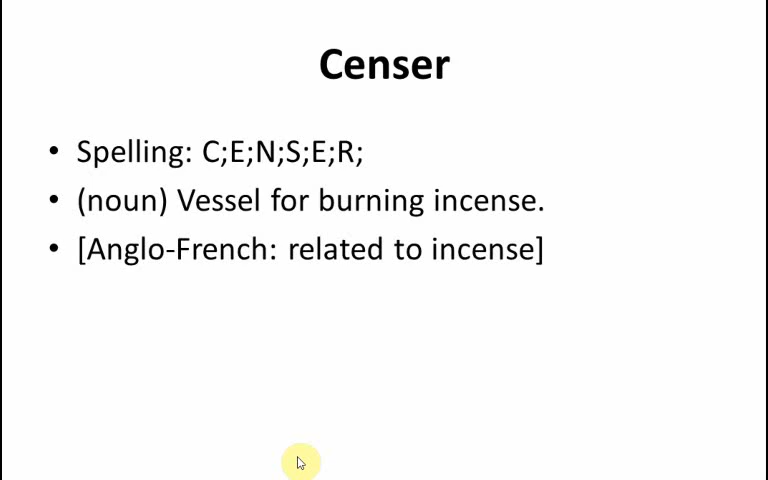 Censer
• Spelling: C;E;N;S;E;R;
• (noun) Vessel for burning incense.
• [Anglo-French: related to incense]